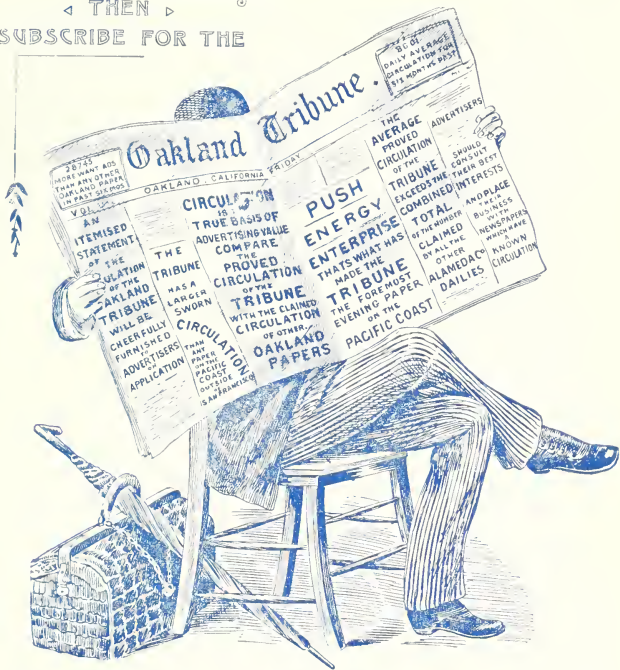 THEN
SUBSCRIBE FOR THE
Oakland Tribune.
28745
MORE WANT ADS
THAN ANY OTHER
OAKLAND PAPER
IN PAST SIX MOS
8001
DAILY AVERAGE
CIRCULATION FOR
SIX MONTHS PAST
OAKLAND, CALIFORNIA FRIDAY
AN
ITEMISED
STATEMENT
OF THE
CULATION
OF THE
OAKLAND
TRIBUNE
WILL BE
CHEERFULLY
FURNISHED
TO
ADVERTISERS
ON
APPLICATION
THE
TRIBUNE
HAS A
LARGER
SWORN
CIRCULATION
THAN
ANY
PAPER
ON THE
PACIFIC
COAST
OUTSIDE
OF
SAN FRANCISCO
CIRCULATION
IS THE
TRUE BASIS OF
ADVERTISING VALUE
COMPARE
THE
PROVED
CIRCULATION
OF THE
TRIBUNE
WITH THE CLAIMED
CIRCULATION
OF OTHER
OAKLAND
PAPERS
PUSH
ENERGY
ENTERPRISE
THATS WHAT HAS
MADE THE
TRIBUNE
THE FOREMOST
EVENING PAPER
ON THE
PACIFIC COAST
THE
AVERAGE
PROVED
CIRCULATION
OF THE
TRIBUNE
EXCEEDS THE
COMBINED
TOTAL
OF THE NUMBER
CLAIMED
BY ALL THE
OTHER
ALAMEDA CO.
DAILIES
ADVERTISERS
SHOULD
CONSULT
THEIR BEST
INTERESTS
AND PLACE
THEIR
BUSINESS
WITH
NEWSPAPERS
WHICH HAVE
A
KNOWN
CIRCULATION